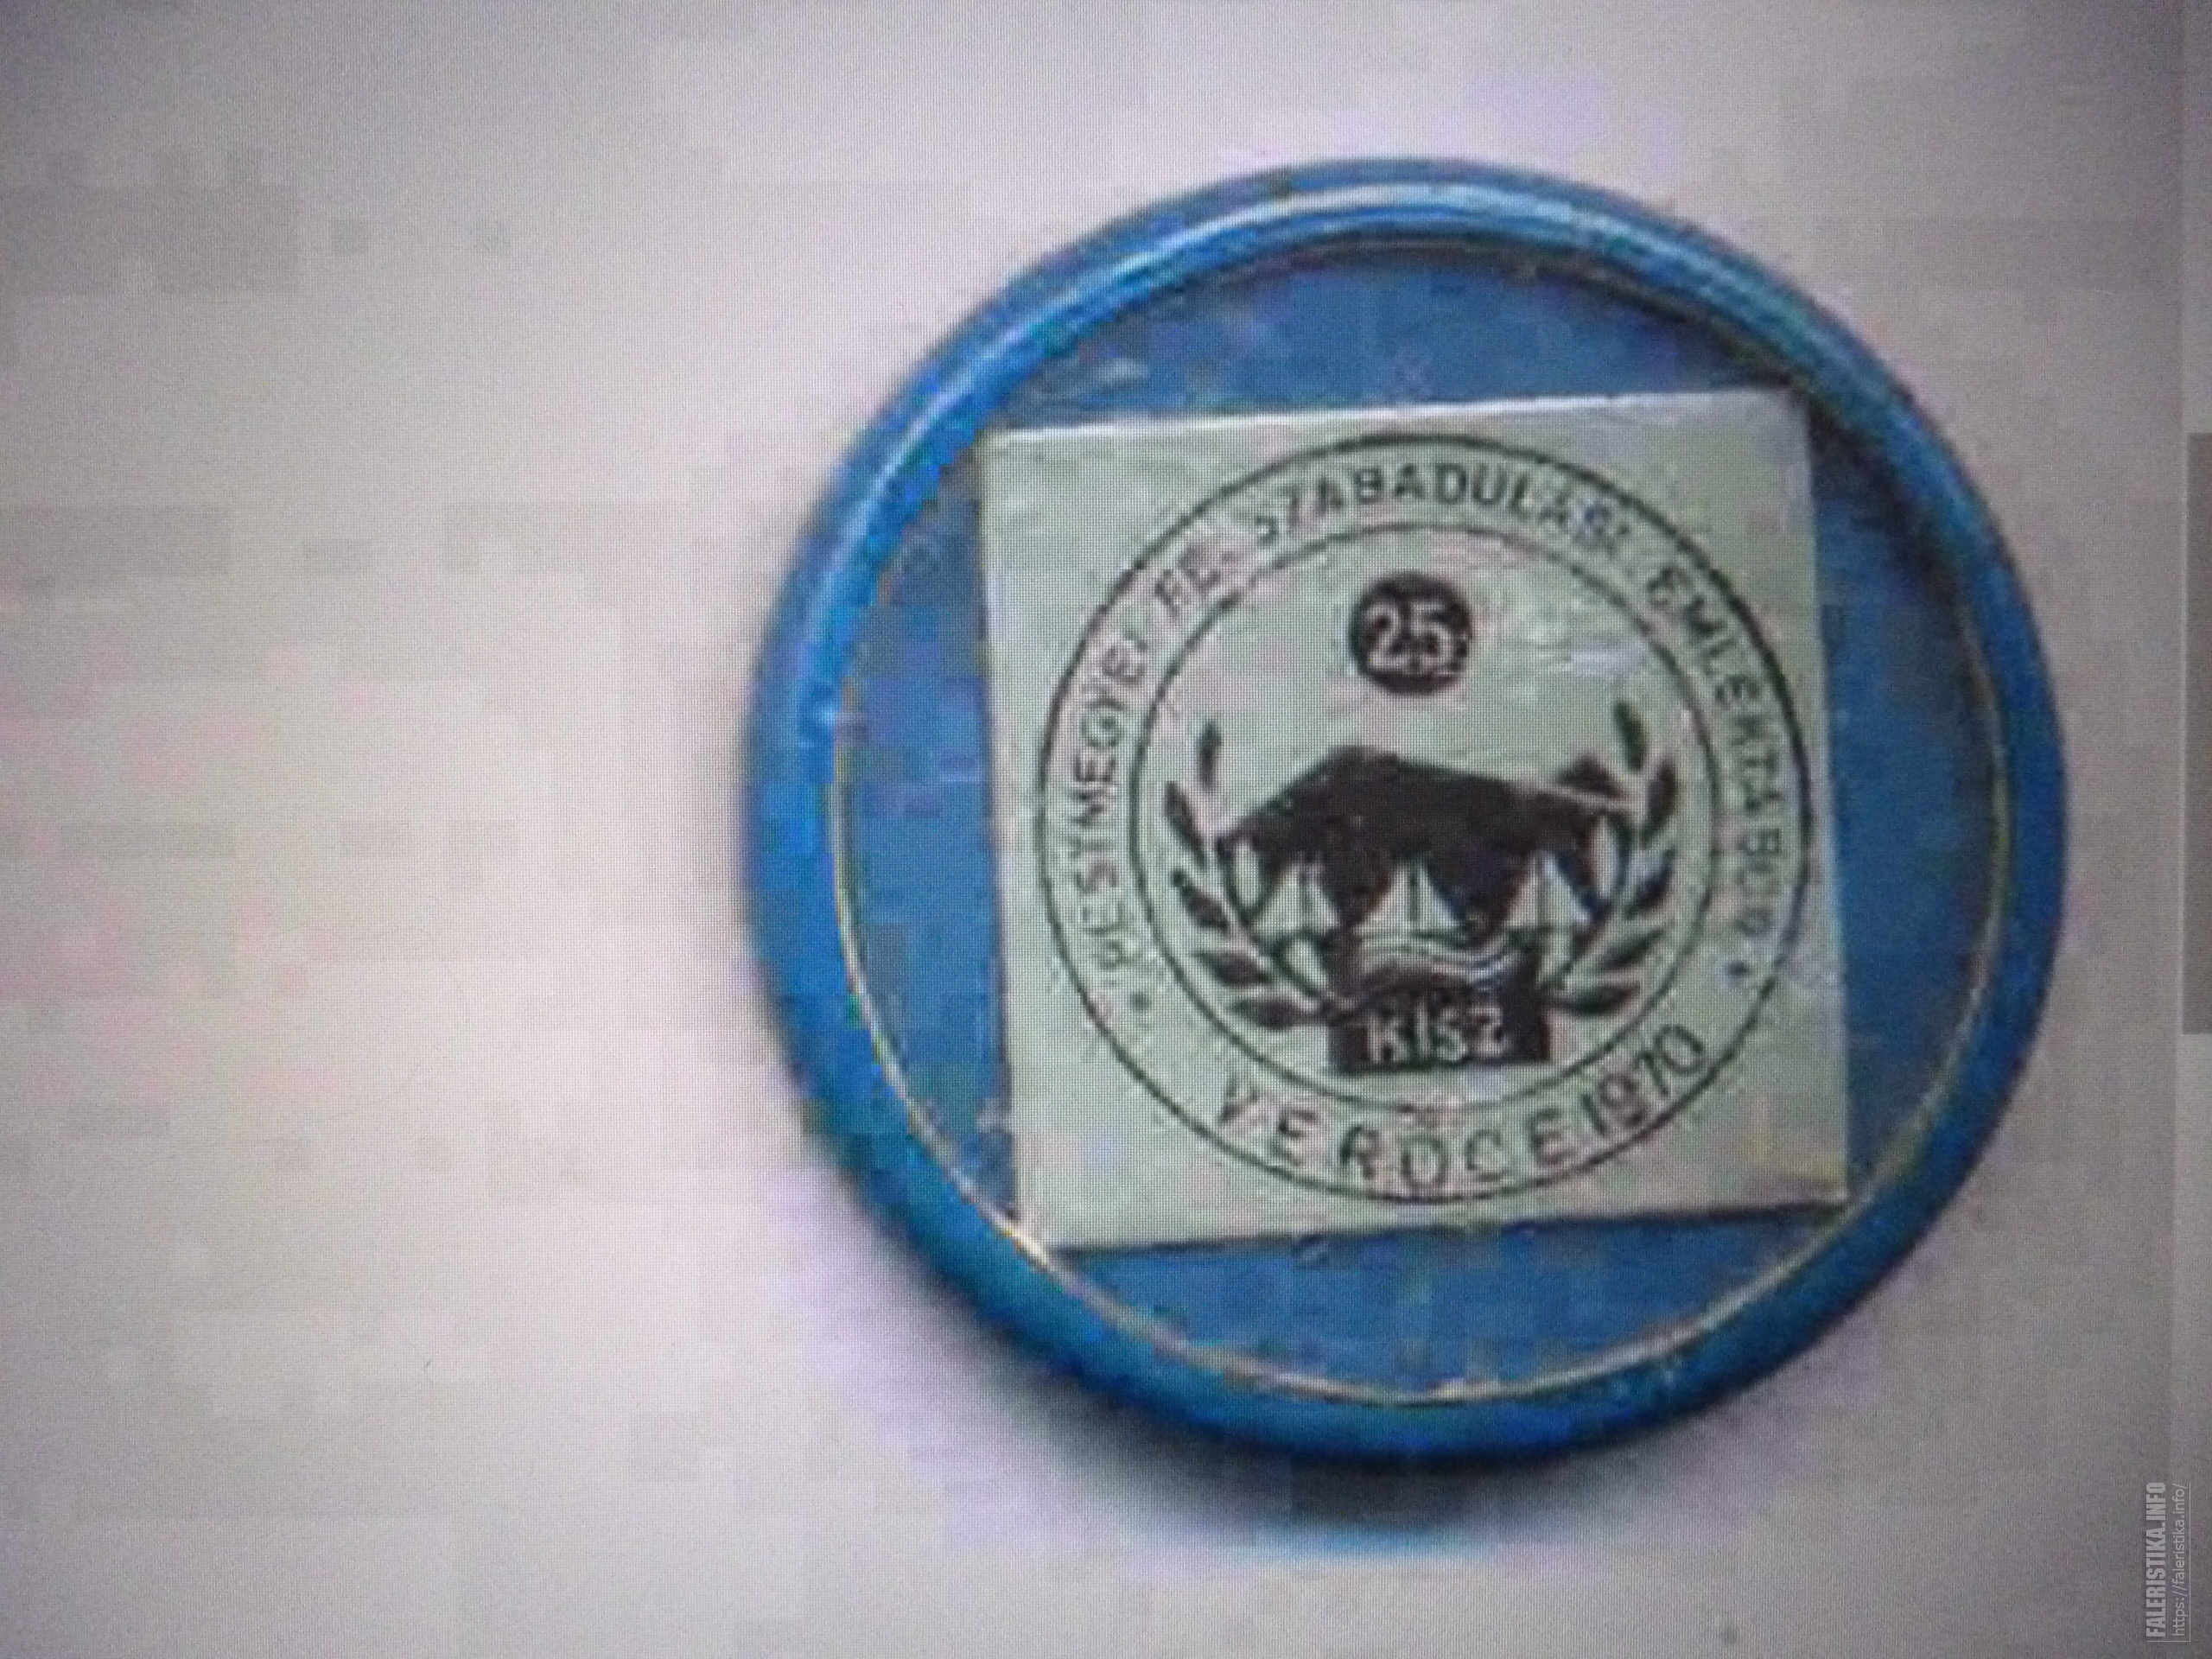 PESTMEGYEI FELSZABADULÁSI EMLÉKTÁBOR
25
KISZ
VERŐCE 1970
FALERISTIKA.INFO
https://faleristika.info/